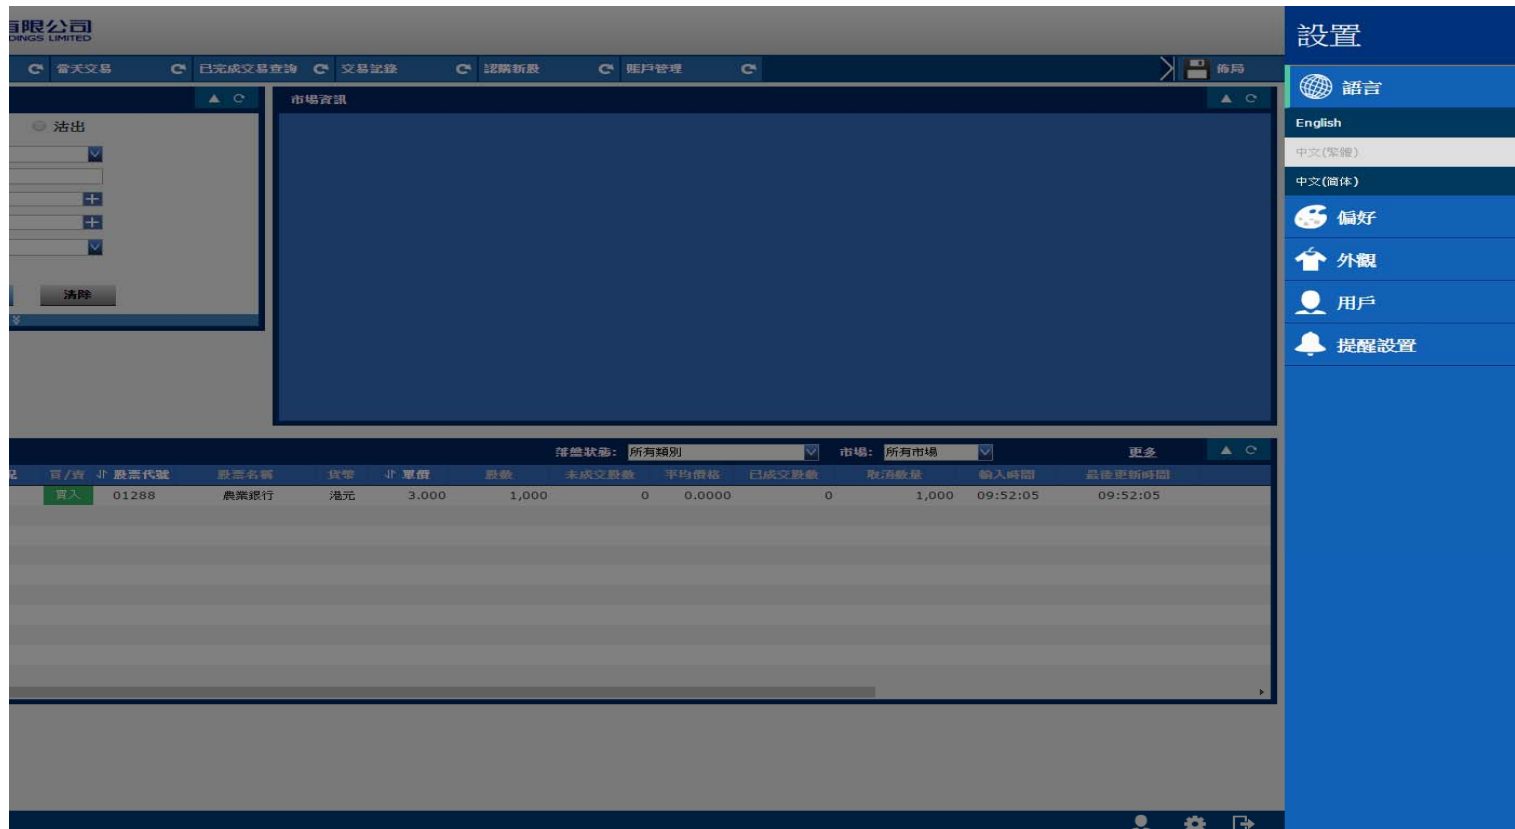 有限公司
DINGS LIMITED
設置
當天交易
已完成交易查詢
交易記錄
認購新股
賬戶管理
佈局
語言
市場資訊
沽出
English
中文(繁體)
中文(简体)
偏好
外觀
用戶
提醒設置
清除
落盤狀態: 所有類別 市場: 所有市場 更多
買/賣 股票代號 股票名稱 貨幣 單價 股數 未成交股數 平均價格 已成交股數 取消數量 輸入時間 最後更新時間
買入 01288 農業銀行 港元 3.000 1,000 0 0.0000 0 1,000 09:52:05 09:52:05